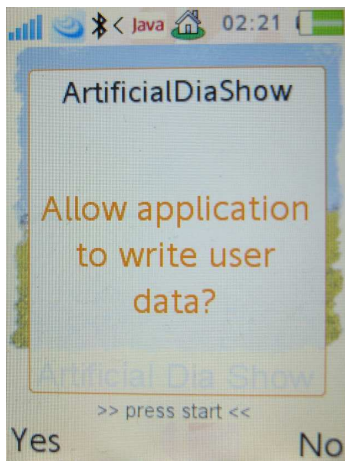 Java 02:21
ArtificialDiaShow
Allow application
to write user
data?
Artificial Dia Show
>> press start <<
Yes No